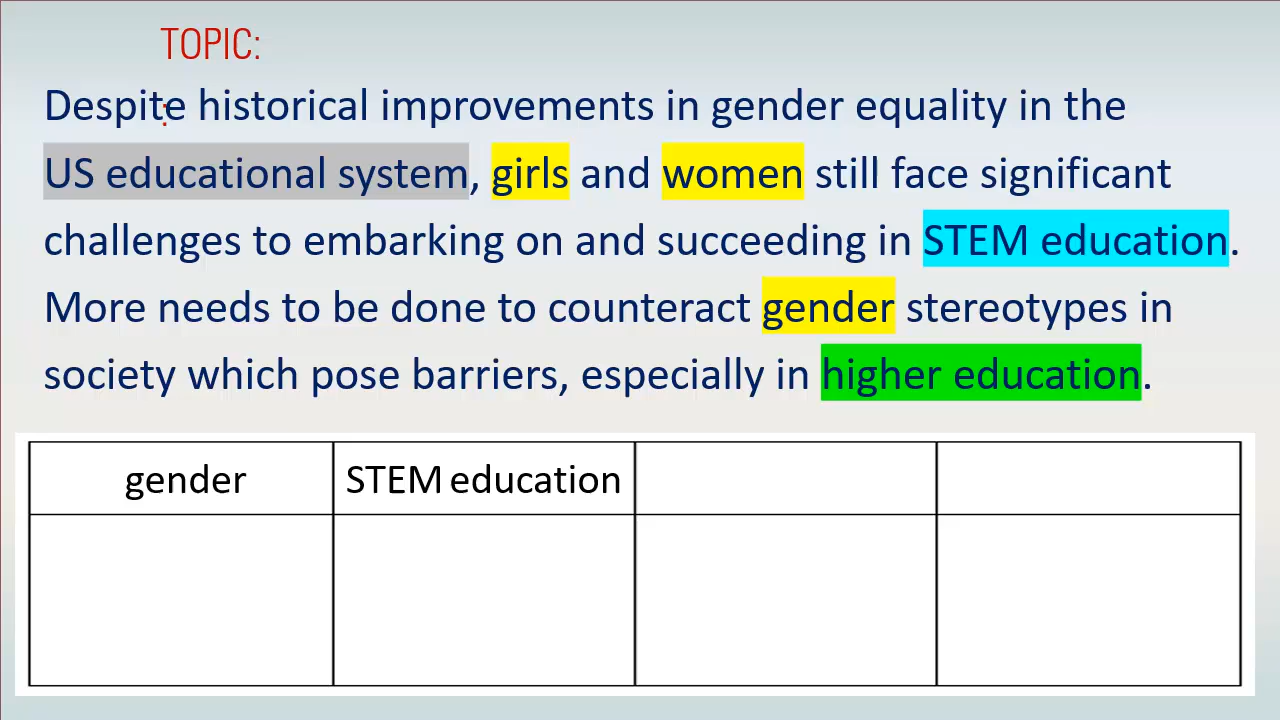 TOPIC:
Despite historical improvements in gender equality in the
US educational system, girls and women still face significant
challenges to embarking on and succeeding in STEM education.
More needs to be done to counteract gender stereotypes in
society which pose barriers, especially in higher education.
gender STEM education